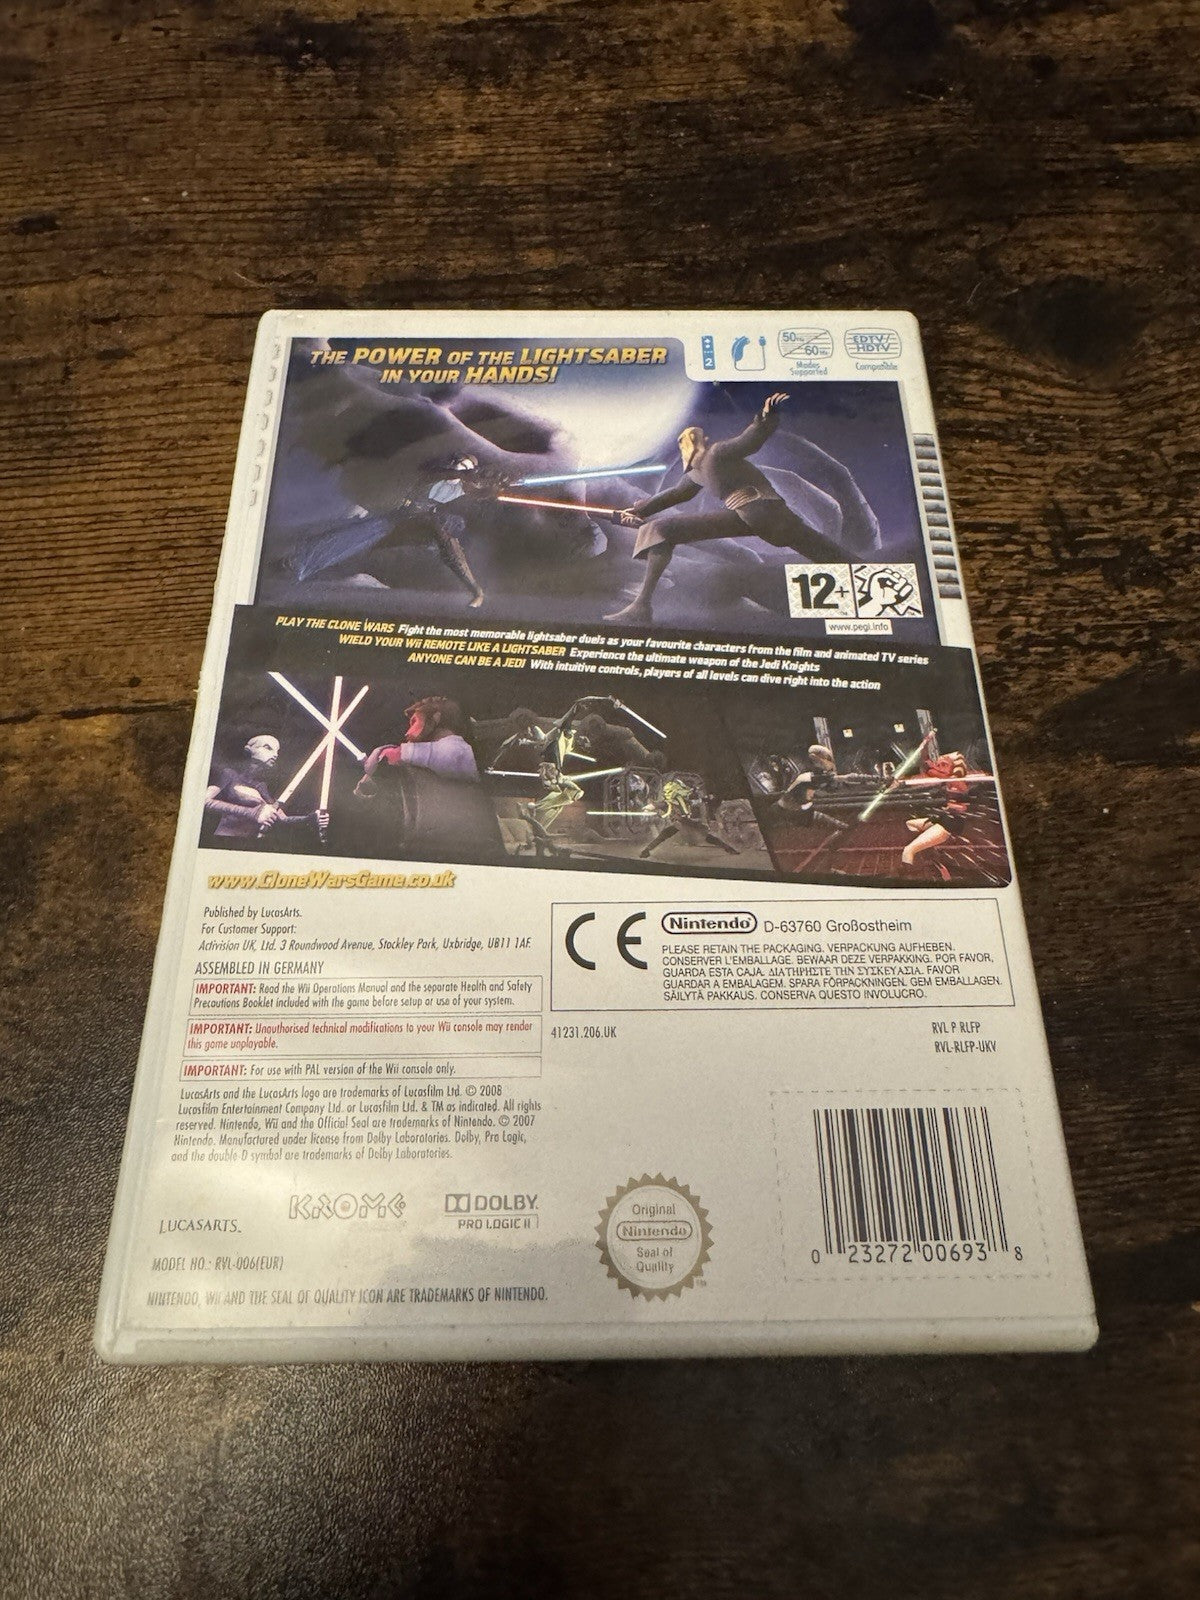 THE POWER OF THE LIGHTSABER
IN YOUR HANDS!
2
50Hz
60Hz
Modes
Supported
EDTV/
HDTV
Compatible
12+
www.pegi.info
PLAY THE CLONE WARS Fight the most memorable lightsaber duels as your favourite characters from the film and animated TV series
WIELD YOUR Wii REMOTE LIKE A LIGHTSABER Experience the ultimate weapon of the Jedi Knights
ANYONE CAN BE A JEDI With intuitive controls, players of all levels can dive right into the action
www.CloneWarsGame.co.uk
Published by LucasArts.
For Customer Support:
Activision UK, Ltd. 3 Roundwood Avenue, Stockley Park, Uxbridge, UB11 1AF.
ASSEMBLED IN GERMANY
IMPORTANT: Read the Wii Operations Manual and the separate Health and Safety
Precautions Booklet included with the game before setup or use of your system.
IMPORTANT: Unauthorised technical modifications to your Wii console may render
this game unplayable.
IMPORTANT: For use with PAL version of the Wii console only.
LucasArts and the LucasArts logo are trademarks of Lucasfilm Ltd. © 2008
Lucasfilm Entertainment Company Ltd. or Lucasfilm Ltd. & TM as indicated. All rights
reserved. Nintendo, Wii and the Official Seal are trademarks of Nintendo. © 2007
Nintendo. Manufactured under license from Dolby Laboratories. Dolby, Pro Logic,
and the double-D symbol are trademarks of Dolby Laboratories.
CE
Nintendo D-63760 Großostheim
PLEASE RETAIN THE PACKAGING. VERPACKUNG AUFHEBEN.
CONSERVER L'EMBALLAGE. BEWAAR DEZE VERPAKKING. POR FAVOR,
GUARDA ESTA CAJA. ΔΙΑΤΗΡΗΣΤΕ ΤΗΝ ΣΥΣΚΕΥΑΣΙΑ. FAVOR
GUARDAR A EMBALAGEM. SPARA FÖRPACKNINGEN. GEM EMBALLAGEN.
SÄILYTÄ PAKKAUS. CONSERVA QUESTO INVOLUCRO.
41231.206.UK
RVL P RLFP
RVL-RLFP-UKV
LUCASARTS
KROME
DOLBY
PRO LOGIC II
Original
Nintendo
Seal of
Quality
0 23272 00693 8
MODEL NO.: RVL-006(EUR)
NINTENDO, Wii AND THE SEAL OF QUALITY ICON ARE TRADEMARKS OF NINTENDO.